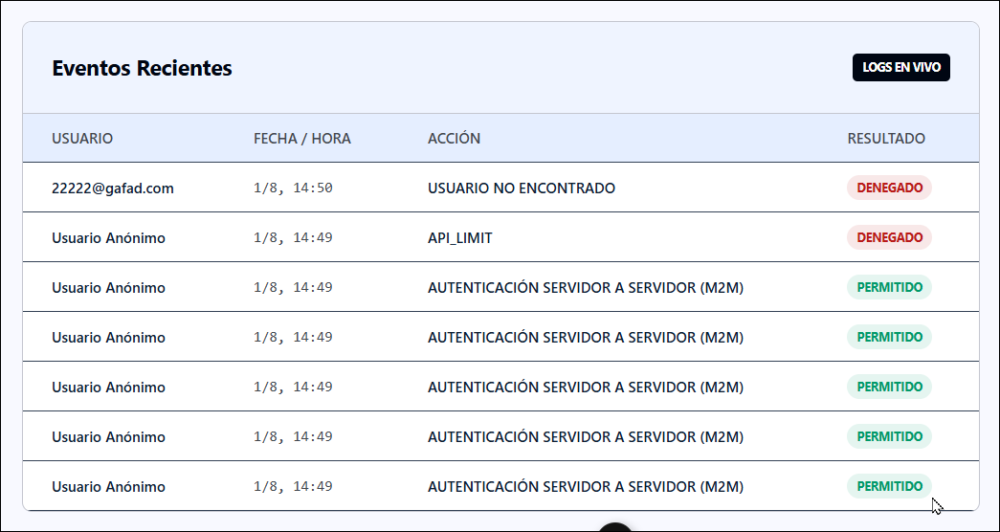 Eventos Recientes
LOGS EN VIVO
USUARIO FECHA / HORA ACCIÓN RESULTADO
22222@gafad.com 1/8, 14:50 USUARIO NO ENCONTRADO DENEGADO
Usuario Anónimo 1/8, 14:49 API_LIMIT DENEGADO
Usuario Anónimo 1/8, 14:49 AUTENTICACIÓN SERVIDOR A SERVIDOR (M2M) PERMITIDO
Usuario Anónimo 1/8, 14:49 AUTENTICACIÓN SERVIDOR A SERVIDOR (M2M) PERMITIDO
Usuario Anónimo 1/8, 14:49 AUTENTICACIÓN SERVIDOR A SERVIDOR (M2M) PERMITIDO
Usuario Anónimo 1/8, 14:49 AUTENTICACIÓN SERVIDOR A SERVIDOR (M2M) PERMITIDO
Usuario Anónimo 1/8, 14:49 AUTENTICACIÓN SERVIDOR A SERVIDOR (M2M) PERMITIDO